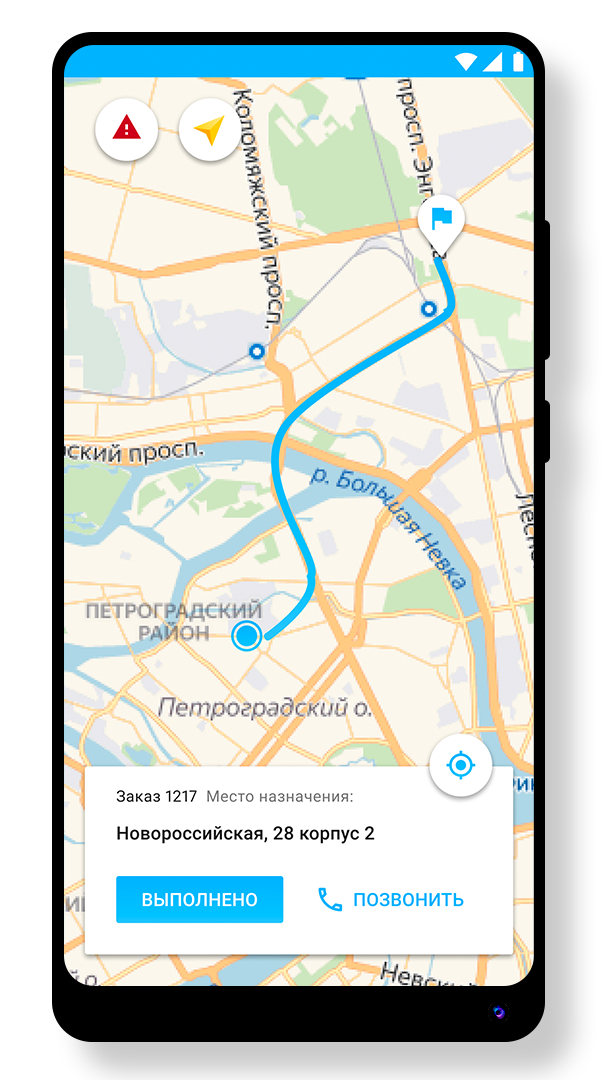 Коломяжский просп.
просп. Энг
ский просп.
р. Большая Невка
ПЕТРОГРАДСКИЙ
РАЙОН
Петроградский о.
Заказ 1217 Место назначения:
Новороссийская, 28 корпус 2
ВЫПОЛНЕНО
ПОЗВОНИТЬ
Невский